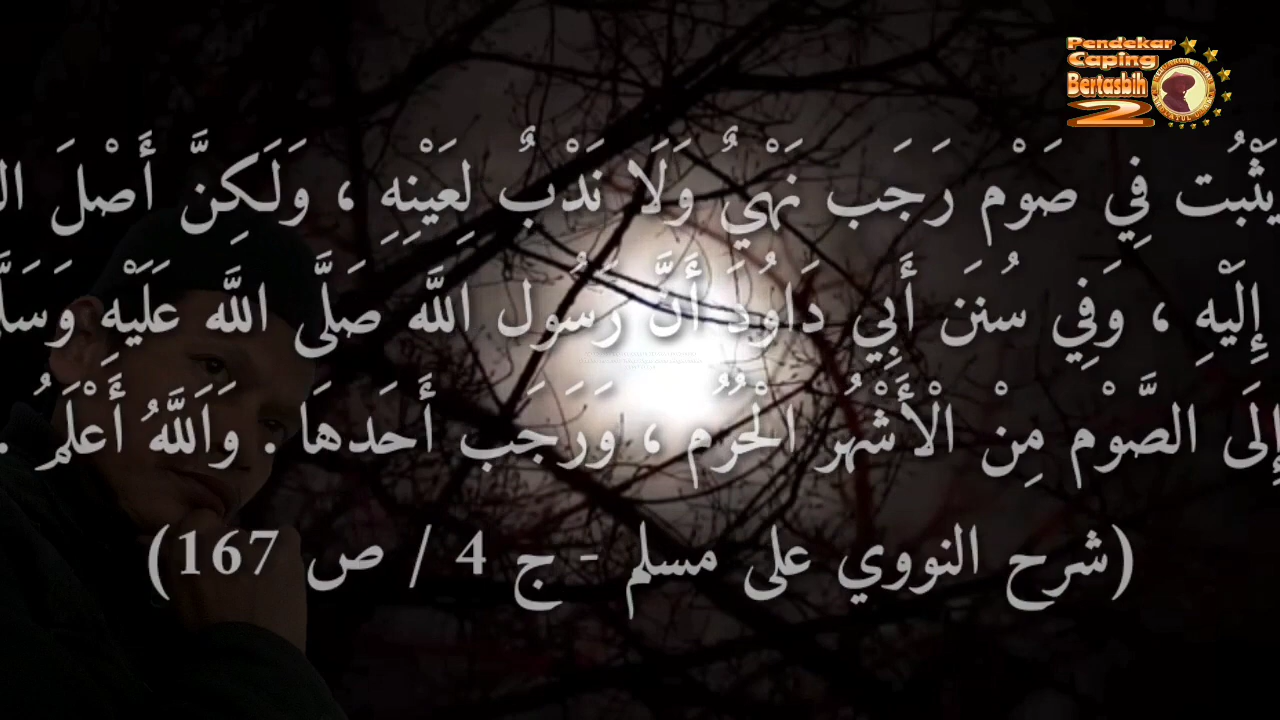 Pendekar
Caping
Bertasbih
2
يَثْبُت فِي صَوْم رَجَب نَهْيٌ وَلَا نَدْبٌ لِعَيْنِهِ ، وَلَكِنَّ أَصْلَ
إِلَيْهِ ، وَفِي سُنَن أَبِي دَاوُدَ أَنَّ رَسُول اللَّه صَلَّى اللَّه عَلَيْهِ
إِلَى الصَّوْم مِنْ الْأَشْهُر الْحُرُم ، وَرَجَب أَحَدهَا . وَاَللَّهُ أَعْلَمُ .
(شرح النووي على مسلم - ج 4 / ص 167)